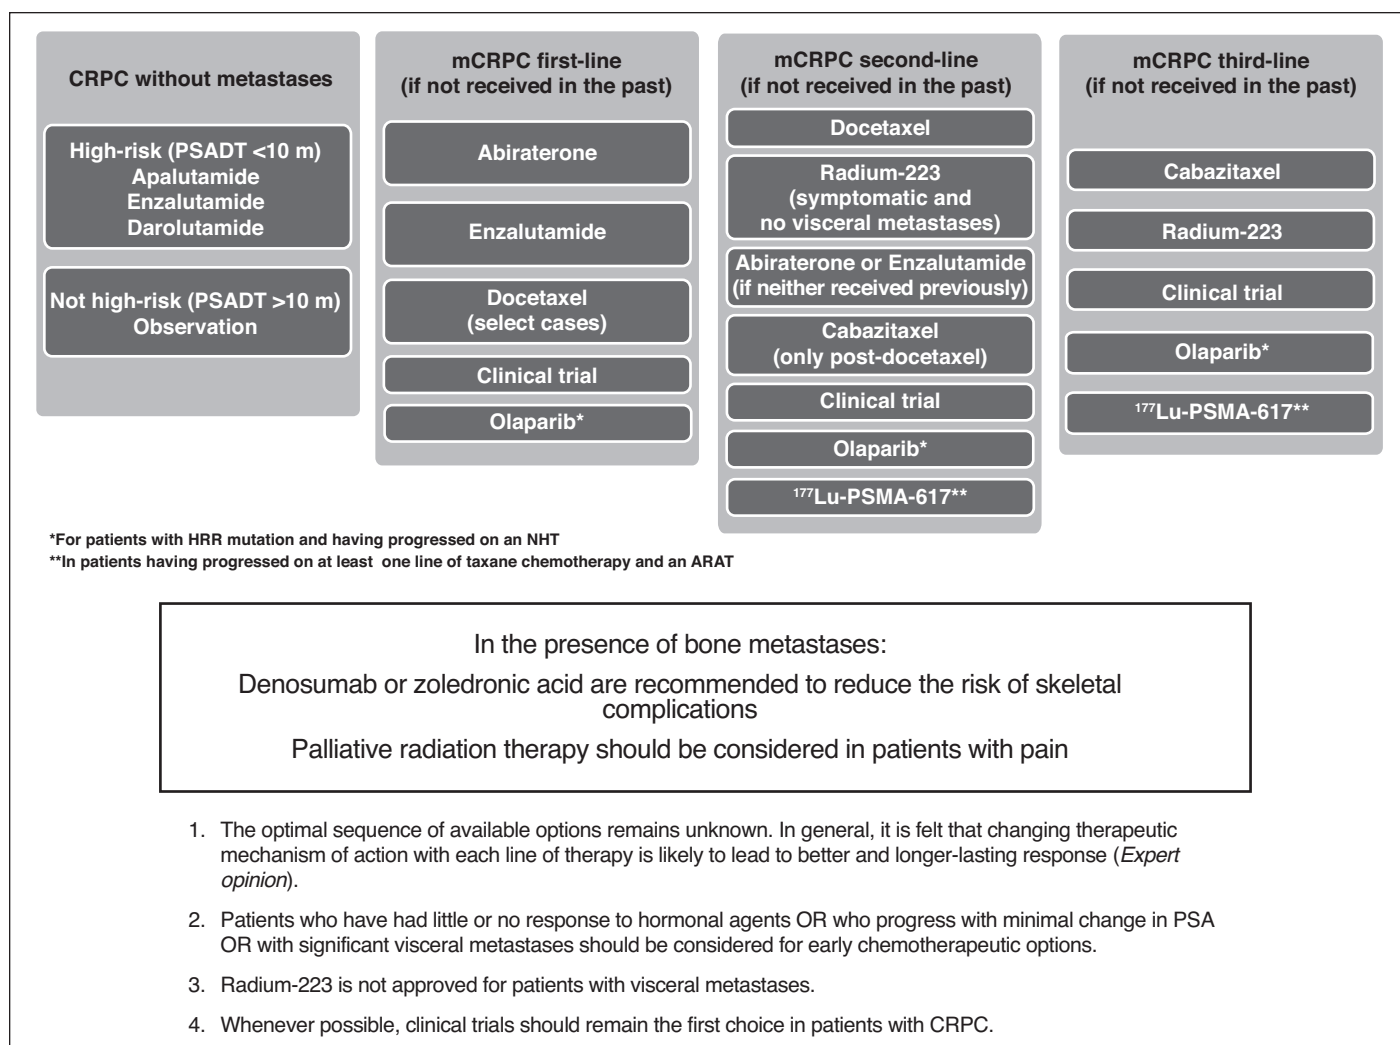 CRPC without metastases
High-risk (PSADT <10 m)
Apalutamide
Enzalutamide
Darolutamide
Not high-risk (PSADT >10 m)
Observation
mCRPC first-line
(if not received in the past)
Abiraterone
Enzalutamide
Docetaxel
(select cases)
Clinical trial
Olaparib*
mCRPC second-line
(if not received in the past)
Docetaxel
Radium-223
(symptomatic and
no visceral metastases)
Abiraterone or Enzalutamide
(if neither received previously)
Cabazitaxel
(only post-docetaxel)
Clinical trial
Olaparib*
¹⁷⁷Lu-PSMA-617**
mCRPC third-line
(if not received in the past)
Cabazitaxel
Radium-223
Clinical trial
Olaparib*
¹⁷⁷Lu-PSMA-617**
*For patients with HRR mutation and having progressed on an NHT
**In patients having progressed on at least one line of taxane chemotherapy and an ARAT
In the presence of bone metastases:
Denosumab or zoledronic acid are recommended to reduce the risk of skeletal
complications
Palliative radiation therapy should be considered in patients with pain
1. The optimal sequence of available options remains unknown. In general, it is felt that changing therapeutic
mechanism of action with each line of therapy is likely to lead to better and longer-lasting response (Expert
opinion).
2. Patients who have had little or no response to hormonal agents OR who progress with minimal change in PSA
OR with significant visceral metastases should be considered for early chemotherapeutic options.
3. Radium-223 is not approved for patients with visceral metastases.
4. Whenever possible, clinical trials should remain the first choice in patients with CRPC.